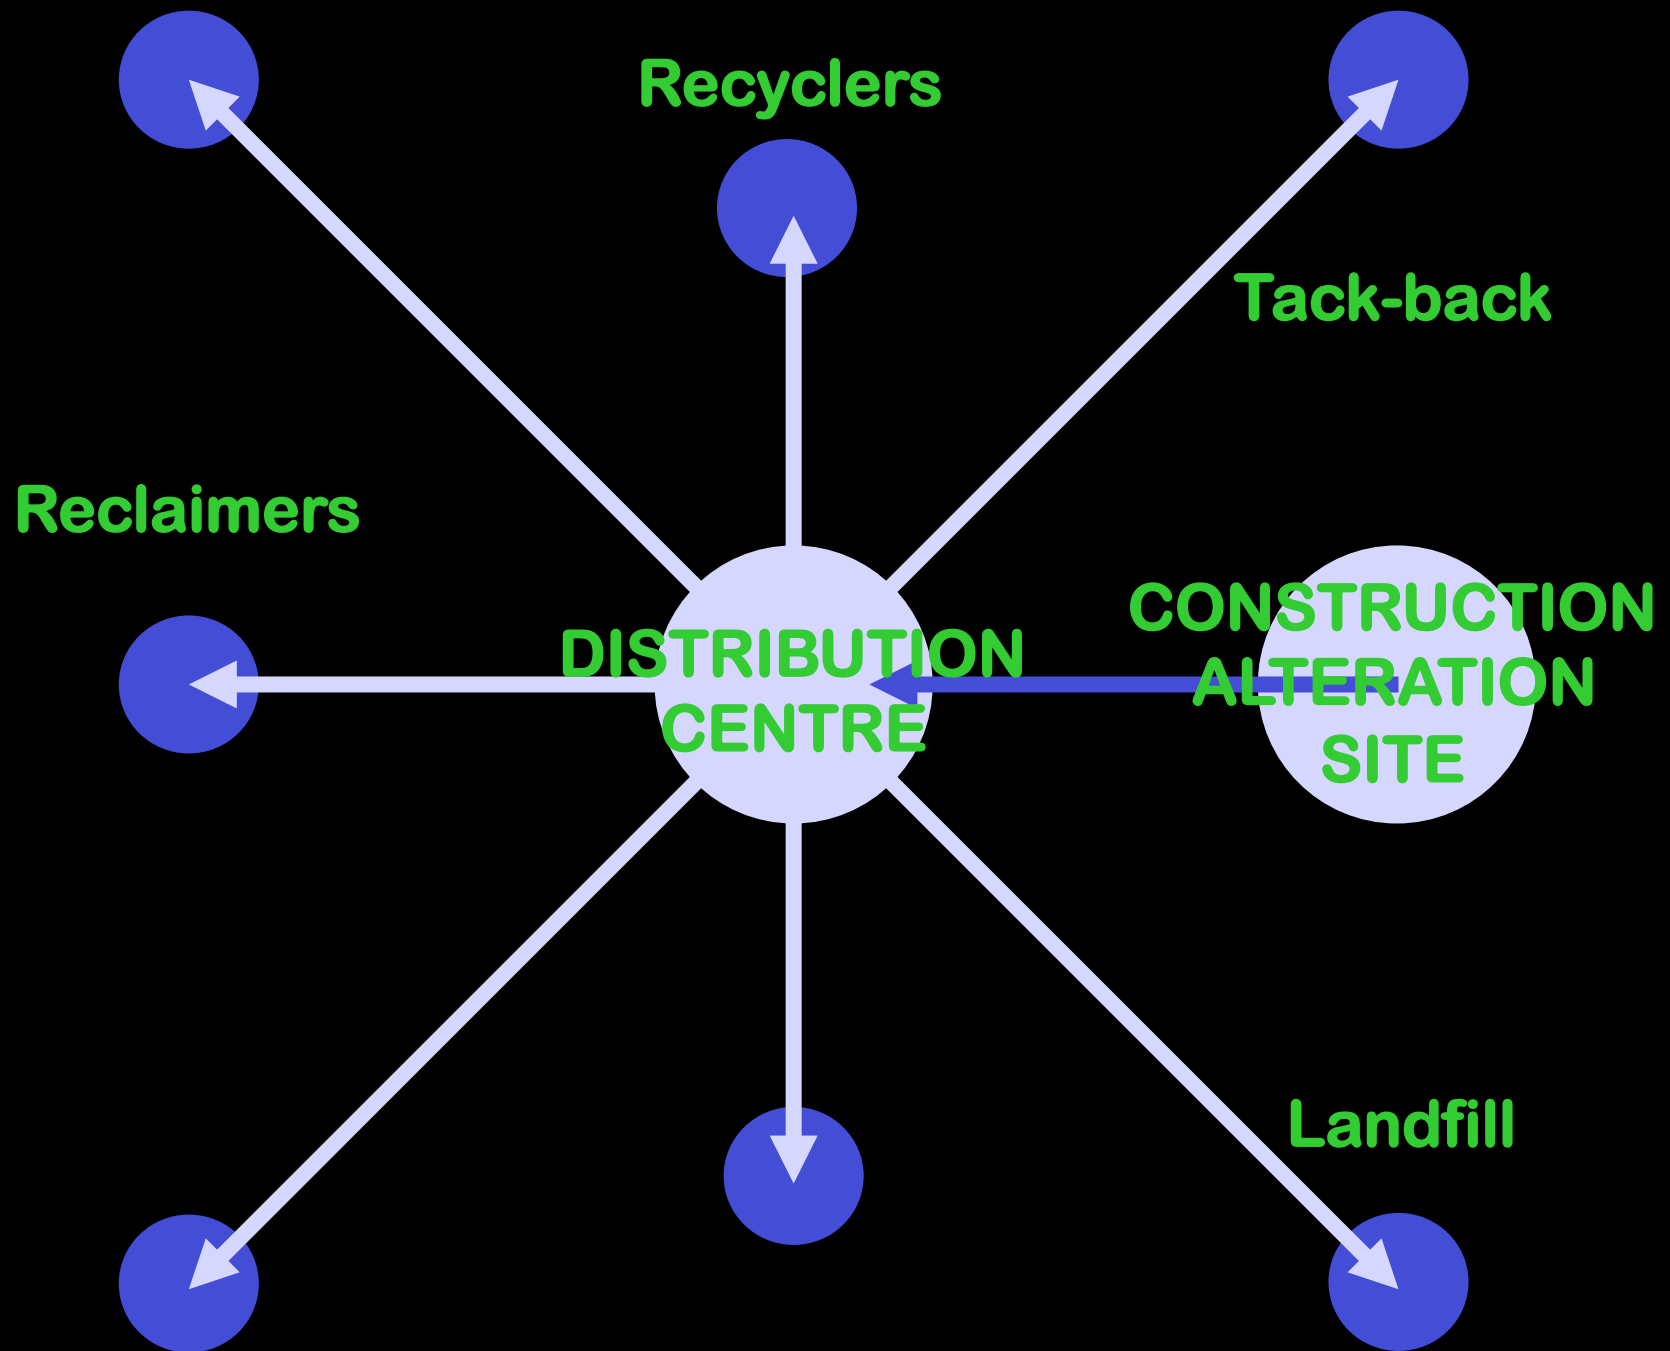 Recyclers
Tack-back
Reclaimers
DISTRIBUTION
CENTRE
CONSTRUCTION
ALTERATION
SITE
Landfill